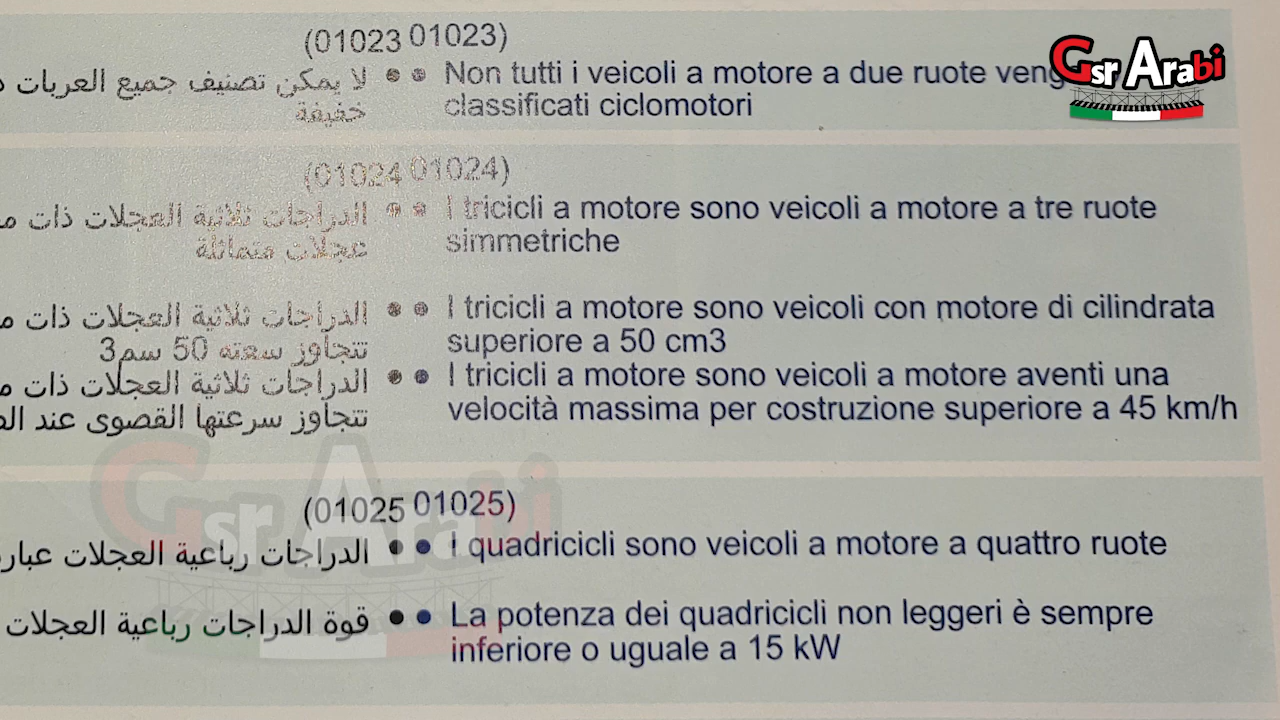 Gsr Arabi
(01023 01023)
Non tutti i veicoli a motore a due ruote
classificati ciclomotori
لا يمكن تصنيف جميع العربات
خفيفة
(01024 01024)
I tricicli a motore sono veicoli a motore a tre ruote
simmetriche
الدراجات ثلاثية العجلات ذات
عجلات متماثلة
I tricicli a motore sono veicoli con motore di cilindrata
superiore a 50 cm3
الدراجات ثلاثية العجلات ذات
تتجاوز سعته 50 سم3
I tricicli a motore sono veicoli a motore aventi una
velocità massima per costruzione superiore a 45 km/h
الدراجات ثلاثية العجلات ذات
تتجاوز سرعتها القصوى عند
(01025 01025)
I quadricicli sono veicoli a motore a quattro ruote
الدراجات رباعية العجلات
La potenza dei quadricicli non leggeri è sempre
inferiore o uguale a 15 kW
قوة الدراجات رباعية العجلات
Gsr Arabi